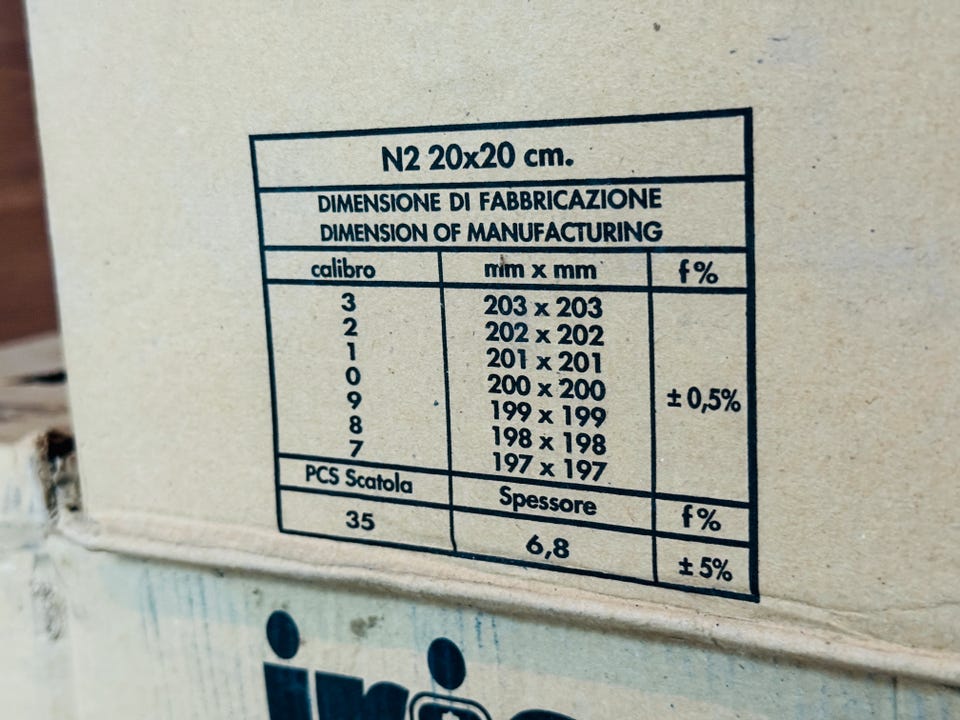 N2 20x20 cm.
DIMENSIONE DI FABBRICAZIONE
DIMENSION OF MANUFACTURING
calibro mm x mm f%
3 203 x 203
2 202 x 202
1 201 x 201
0 200 x 200
9 199 x 199
8 198 x 198
7 197 x 197
± 0,5%
PCS Scatola Spessore f%
35 6,8 ± 5%